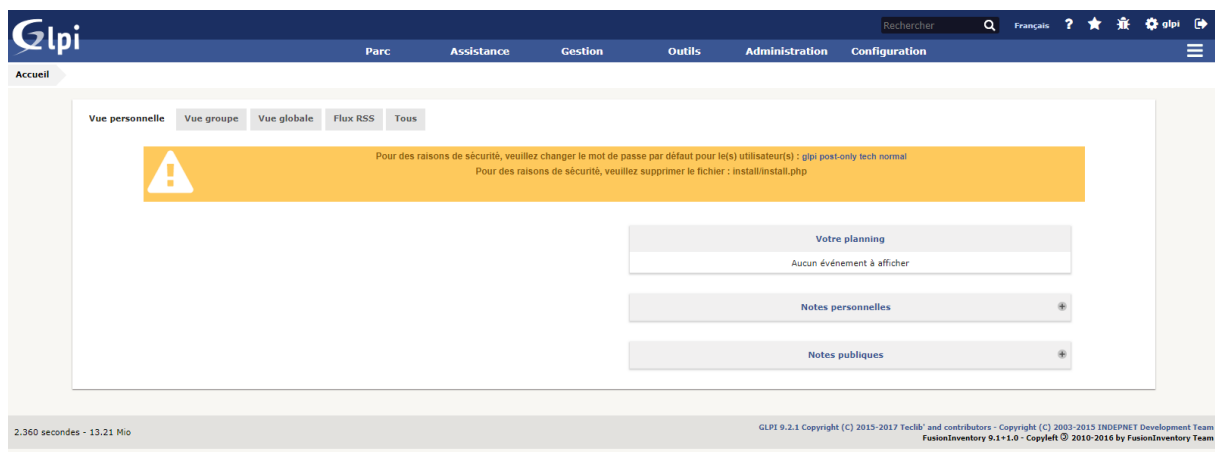 Glpi
Rechercher Français ? glpi
Parc Assistance Gestion Outils Administration Configuration
Accueil
Vue personnelle Vue groupe Vue globale Flux RSS Tous
Pour des raisons de sécurité, veuillez changer le mot de passe par défaut pour le(s) utilisateur(s) : glpi post-only tech normal
Pour des raisons de sécurité, veuillez supprimer le fichier : install/install.php
Votre planning
Aucun événement à afficher
Notes personnelles
Notes publiques
2.360 secondes - 13.21 Mio
GLPI 9.2.1 Copyright (C) 2015-2017 Teclib' and contributors - Copyright (C) 2003-2015 INDEPNET Development Team
FusionInventory 9.1+1.0 - Copyleft 🄯 2010-2016 by FusionInventory Team